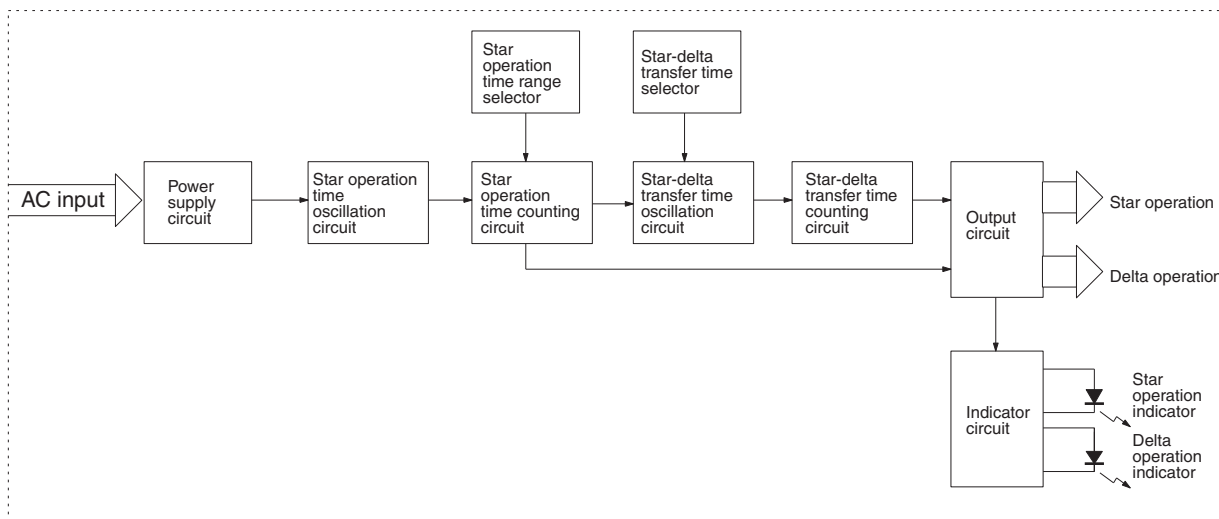 Star
operation
time range
selector
Star-delta
transfer time
selector
AC input
Power
supply
circuit
Star operation
time
oscillation
circuit
Star
operation
time counting
circuit
Star-delta
transfer time
oscillation
circuit
Star-delta
transfer time
counting
circuit
Output
circuit
Star operation
Delta operation
Indicator
circuit
Star
operation
indicator
Delta
operation
indicator